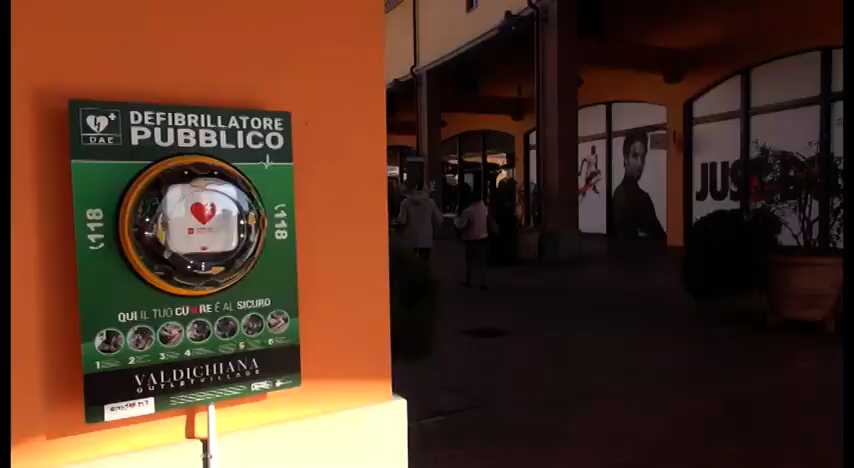 DEFIBRILLATORE
PUBBLICO
DAE
118
118
QUI IL TUO CUORE È AL SICURO
1 2 3 4 5 6
VALDICHIANA
OUTLET VILLAGE
JUS